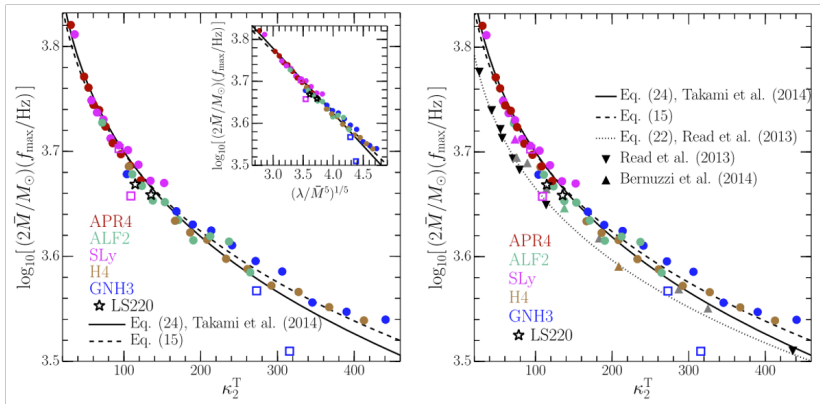 log₁₀[(2M̄/M⊙)(f_max/Hz)]
3.8
3.7
3.6
3.5
100
200
300
400
κ₂ᵀ
log₁₀[(2M̄/M⊙)(f_max/Hz)]
3.8
3.7
3.6
3.5
3.0
3.5
4.0
4.5
(λ/M̄⁵)^1/5
APR4
ALF2
SLy
H4
GNH3
LS220
Eq. (24), Takami et al. (2014)
Eq. (15)
log₁₀[(2M̄/M⊙)(f_max/Hz)]
3.8
3.7
3.6
3.5
100
200
300
400
κ₂ᵀ
Eq. (24), Takami et al. (2014)
Eq. (15)
Eq. (22), Read et al. (2013)
Read et al. (2013)
Bernuzzi et al. (2014)
APR4
ALF2
SLy
H4
GNH3
LS220